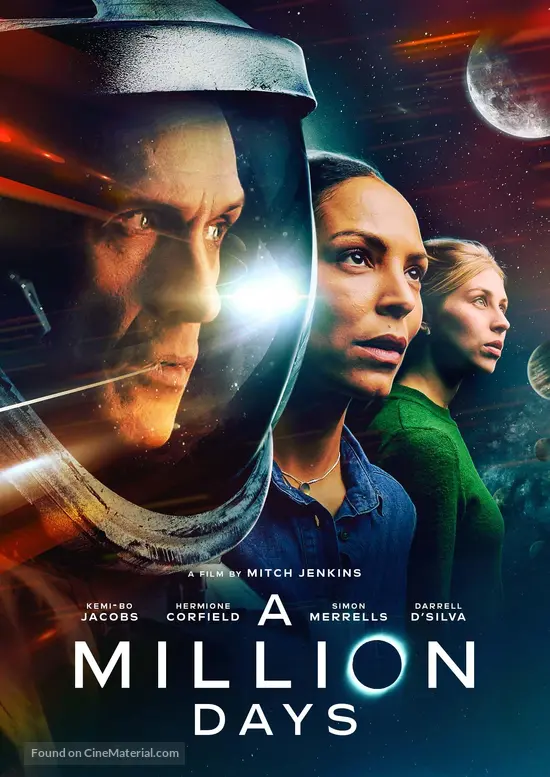 A FILM BY MITCH JENKINS
KEMI-BO HERMIONE SIMON DARRELL
JACOBS CORFIELD MERRELLS D'SILVA
A
MILLION
DAYS
Found on CineMaterial.com